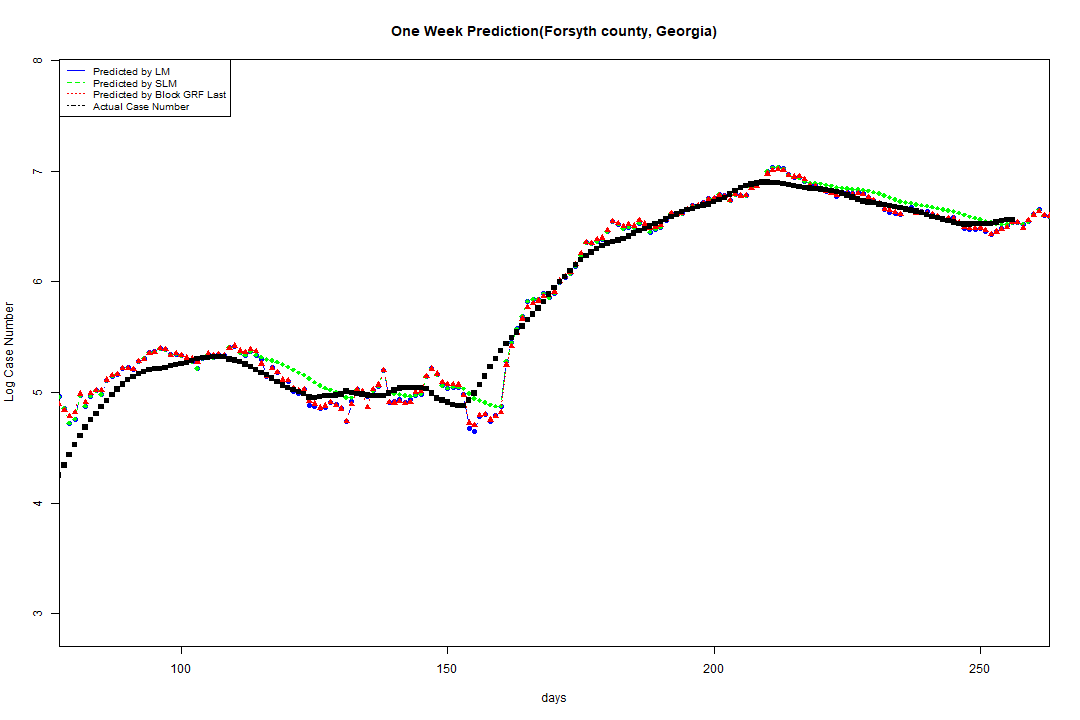 One Week Prediction(Forsyth county, Georgia)
Predicted by LM
Predicted by SLM
Predicted by Block GRF Last
Actual Case Number
8
7
6
5
4
3
Log Case Number
100
150
200
250
days